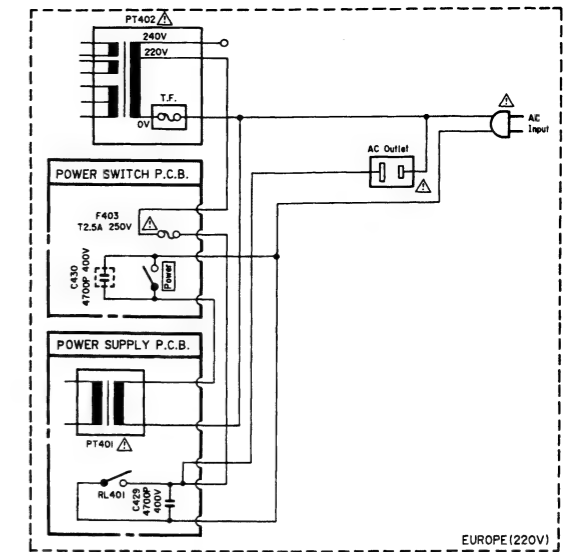 PT402
240V
220V
T.F.
0V
AC
Input
AC Outlet
POWER SWITCH P.C.B.
F403
T2.5A 250V
C430
4700P 400V
Power
POWER SUPPLY P.C.B.
PT401
RL401
C429
4700P
400V
EUROPE(220V)